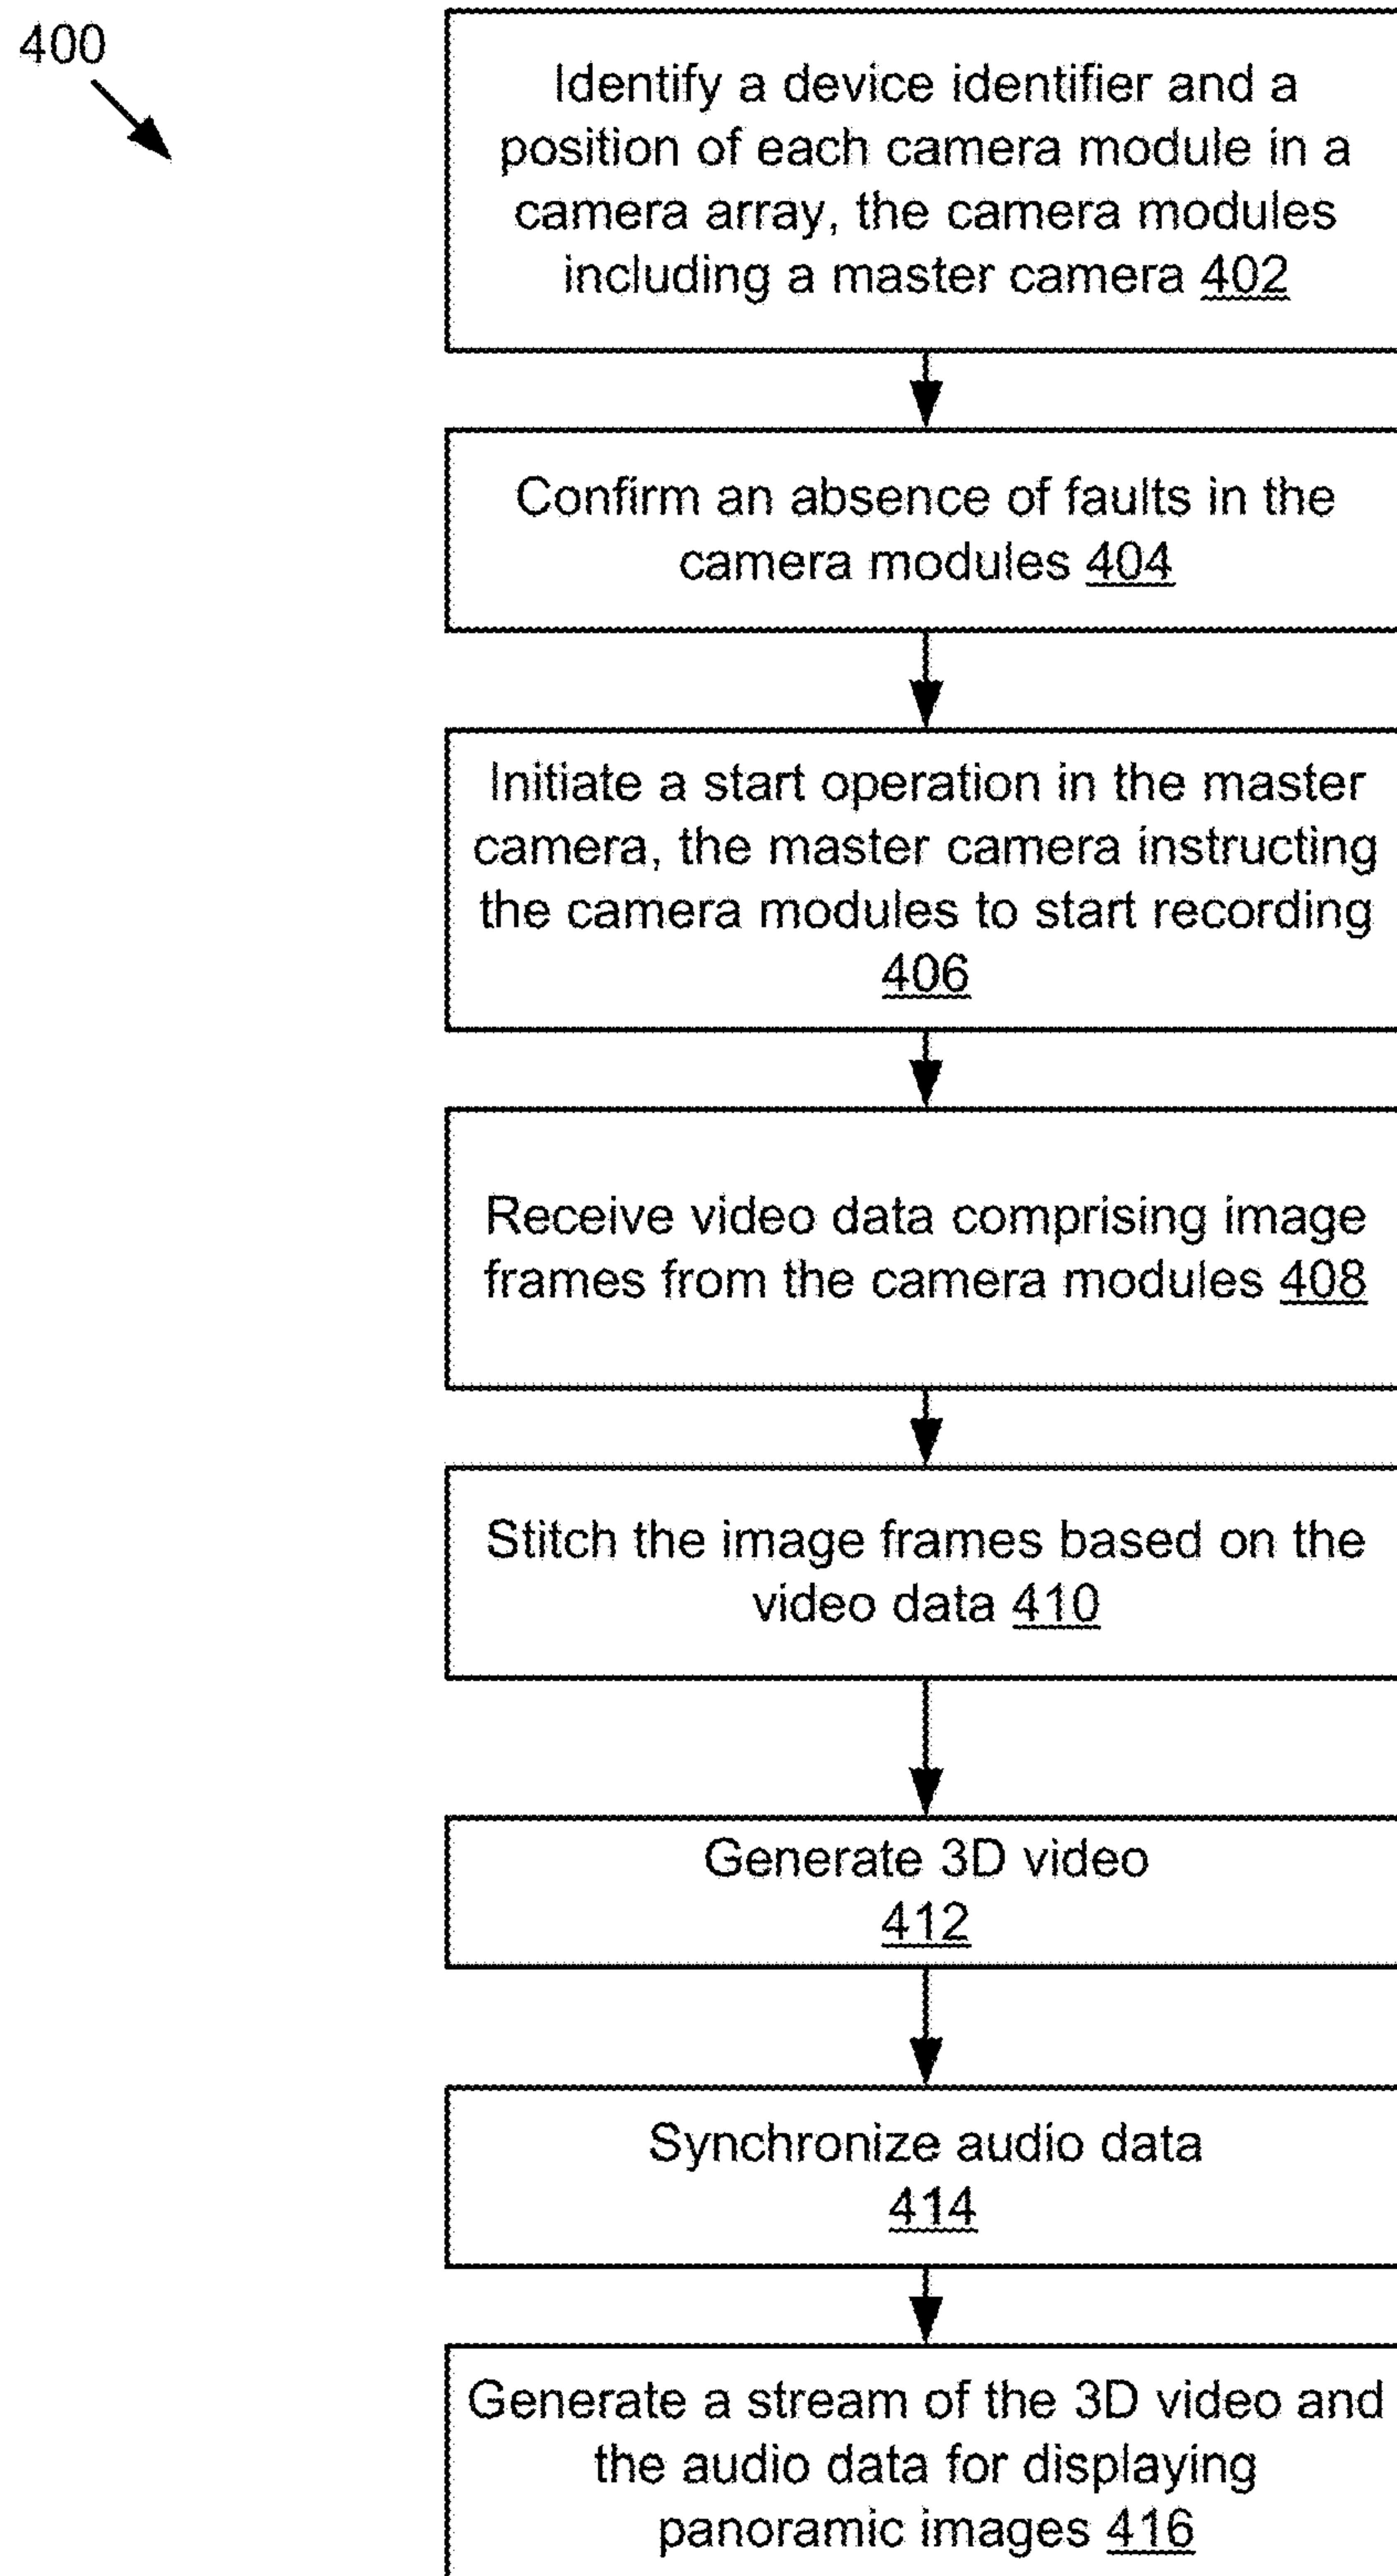 400
Identify a device identifier and a
position of each camera module in a
camera array, the camera modules
including a master camera 402
Confirm an absence of faults in the
camera modules 404
Initiate a start operation in the master
camera, the master camera instructing
the camera modules to start recording
406
Receive video data comprising image
frames from the camera modules 408
Stitch the image frames based on the
video data 410
Generate 3D video
412
Synchronize audio data
414
Generate a stream of the 3D video and
the audio data for displaying
panoramic images 416